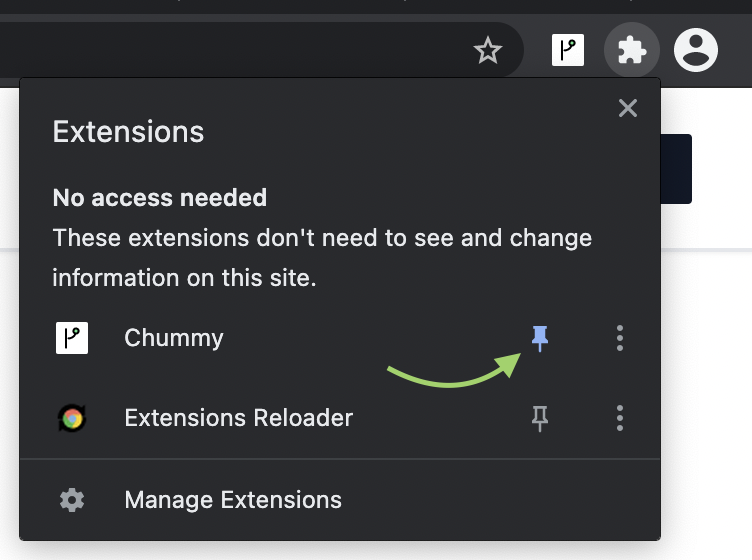 Extensions
No access needed
These extensions don't need to see and change
information on this site.
Chummy
Extensions Reloader
Manage Extensions